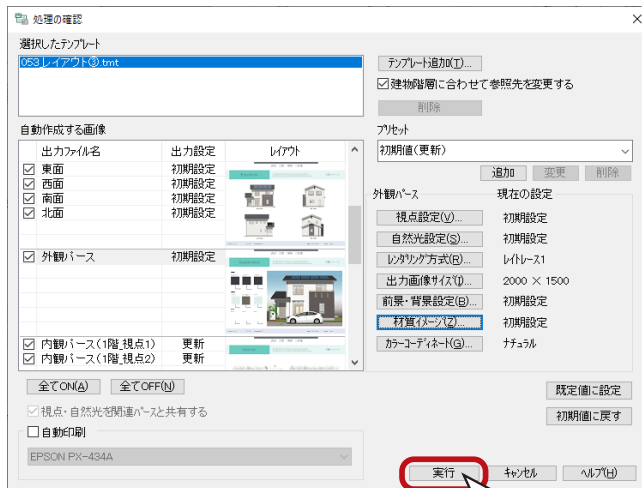 処理の確認
選択したテンプレート
053_レイアウト③.tmt
テンプレート追加(T)...
建物階層に合わせて参照先を変更する
削除
自動作成する画像
出力ファイル名 出力設定 レイアウト
東面 初期設定
西面 初期設定
南面 初期設定
北面 初期設定
外観パース 初期設定
内観パース(1階_視点1) 更新
内観パース(1階_視点2) 更新
プリセット
初期値(更新)
追加 変更 削除
外観パース 現在の設定
視点設定(V)... 初期設定
自然光設定(S)... 初期設定
レンダリング方式(R)... レイトレース1
出力画像サイズ(I)... 2000 × 1500
前景・背景設定(B)... 初期設定
材質イメージ(Z)... 初期設定
カラーコーディネート(G)... ナチュラル
全てON(A) 全てOFF(N)
視点・自然光を関連パースと共有する
自動印刷
EPSON PX-434A
既定値に設定
初期値に戻す
実行 キャンセル ヘルプ(H)